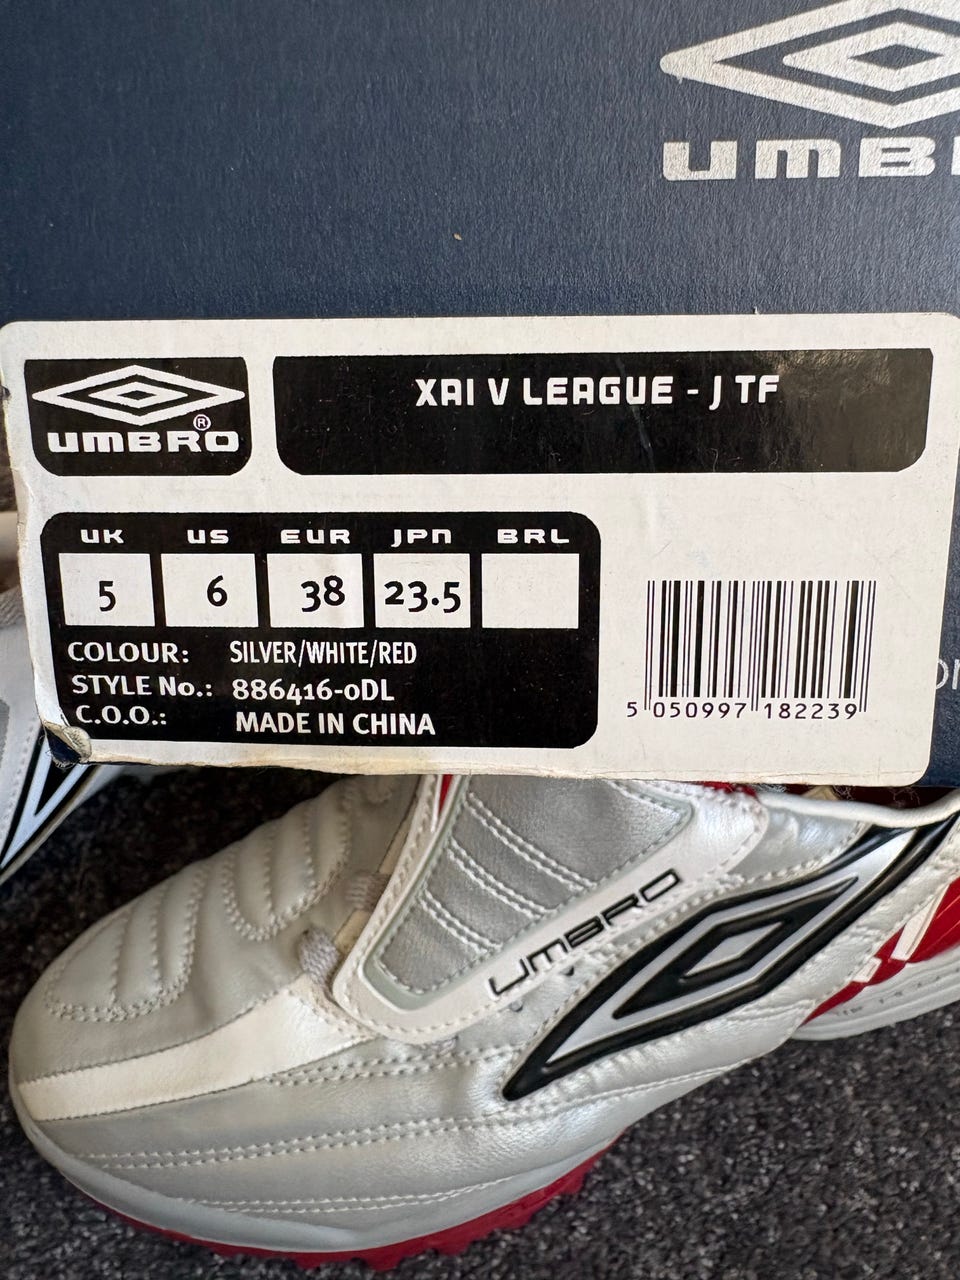 UMB
UMBRO®
XAI V LEAGUE - J TF
UK US EUR JPN BRL
5 6 38 23.5
COLOUR: SILVER/WHITE/RED
STYLE No.: 886416-0DL
C.O.O.: MADE IN CHINA
5 050997 182239
UMBRO